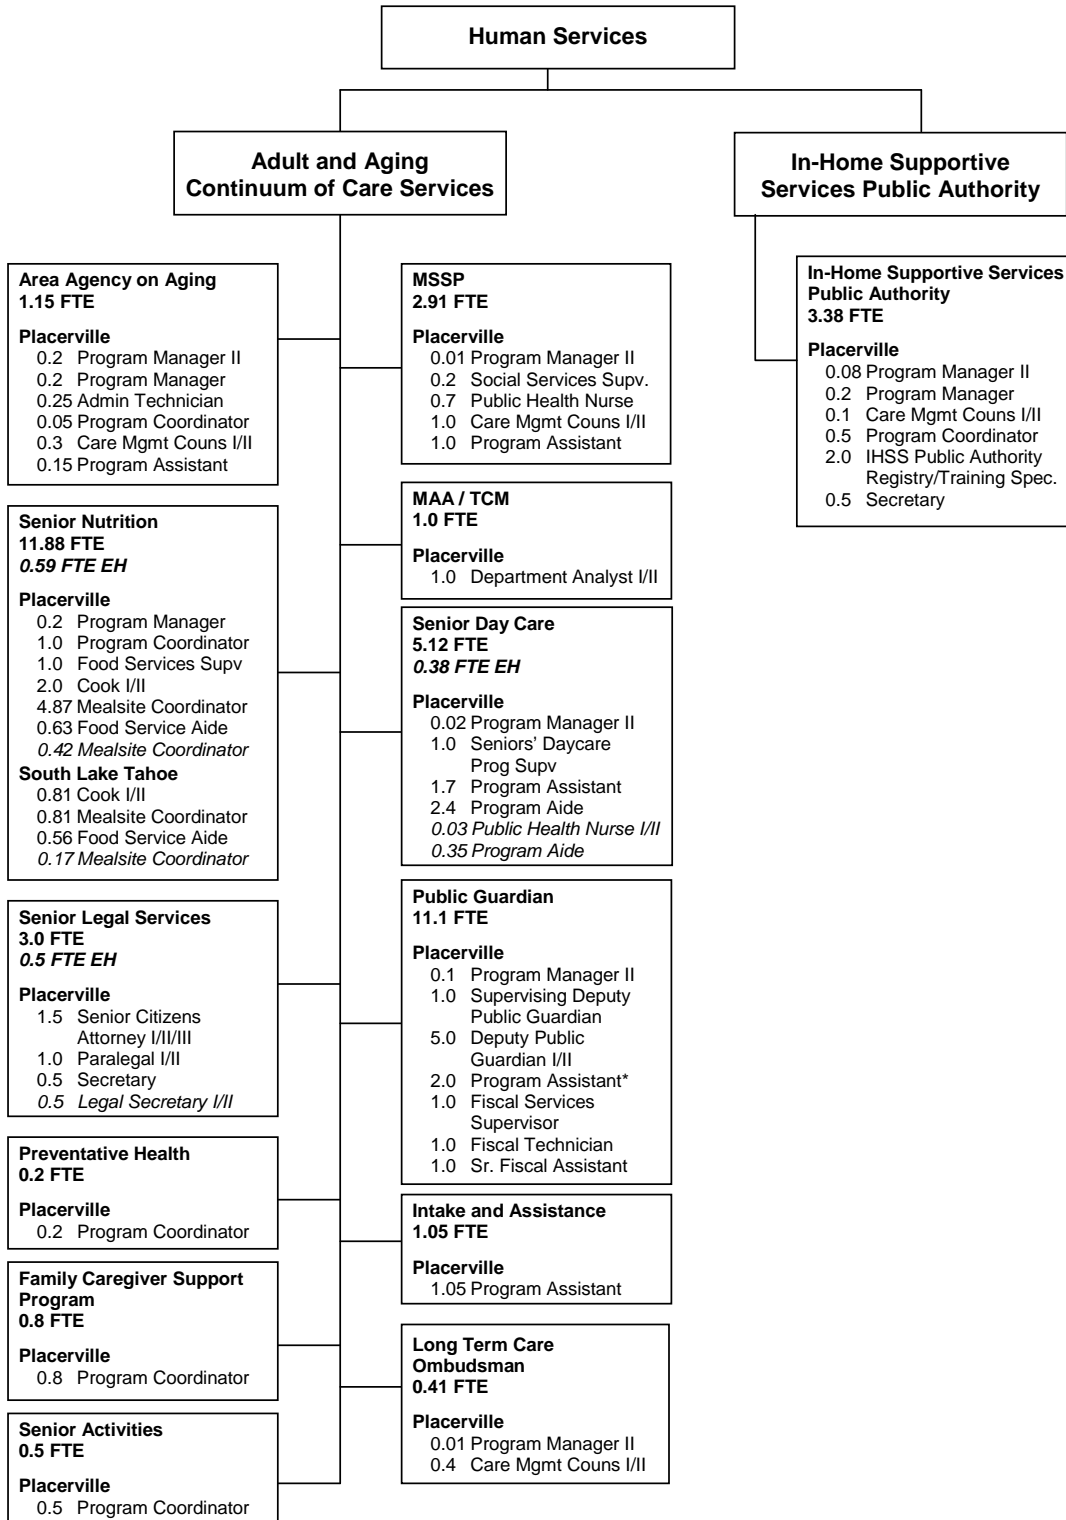 Human Services
Adult and Aging
Continuum of Care Services
In-Home Supportive
Services Public Authority
Area Agency on Aging
1.15 FTE
Placerville
0.2 Program Manager II
0.2 Program Manager
0.25 Admin Technician
0.05 Program Coordinator
0.3 Care Mgmt Couns I/II
0.15 Program Assistant
Senior Nutrition
11.88 FTE
0.59 FTE EH
Placerville
0.2 Program Manager
1.0 Program Coordinator
1.0 Food Services Supv
2.0 Cook I/II
4.87 Mealsite Coordinator
0.63 Food Service Aide
0.42 Mealsite Coordinator
South Lake Tahoe
0.81 Cook I/II
0.81 Mealsite Coordinator
0.56 Food Service Aide
0.17 Mealsite Coordinator
Senior Legal Services
3.0 FTE
0.5 FTE EH
Placerville
1.5 Senior Citizens
Attorney I/II/III
1.0 Paralegal I/II
0.5 Secretary
0.5 Legal Secretary I/II
Preventative Health
0.2 FTE
Placerville
0.2 Program Coordinator
Family Caregiver Support
Program
0.8 FTE
Placerville
0.8 Program Coordinator
Senior Activities
0.5 FTE
Placerville
0.5 Program Coordinator
MSSP
2.91 FTE
Placerville
0.01 Program Manager II
0.2 Social Services Supv.
0.7 Public Health Nurse
1.0 Care Mgmt Couns I/II
1.0 Program Assistant
MAA / TCM
1.0 FTE
Placerville
1.0 Department Analyst I/II
Senior Day Care
5.12 FTE
0.38 FTE EH
Placerville
0.02 Program Manager II
1.0 Seniors' Daycare
Prog Supv
1.7 Program Assistant
2.4 Program Aide
0.03 Public Health Nurse I/II
0.35 Program Aide
Public Guardian
11.1 FTE
Placerville
0.1 Program Manager II
1.0 Supervising Deputy
Public Guardian
5.0 Deputy Public
Guardian I/II
2.0 Program Assistant*
1.0 Fiscal Services
Supervisor
1.0 Fiscal Technician
1.0 Sr. Fiscal Assistant
Intake and Assistance
1.05 FTE
Placerville
1.05 Program Assistant
Long Term Care
Ombudsman
0.41 FTE
Placerville
0.01 Program Manager II
0.4 Care Mgmt Couns I/II
In-Home Supportive Services
Public Authority
3.38 FTE
Placerville
0.08 Program Manager II
0.2 Program Manager
0.1 Care Mgmt Couns I/II
0.5 Program Coordinator
2.0 IHSS Public Authority
Registry/Training Spec.
0.5 Secretary